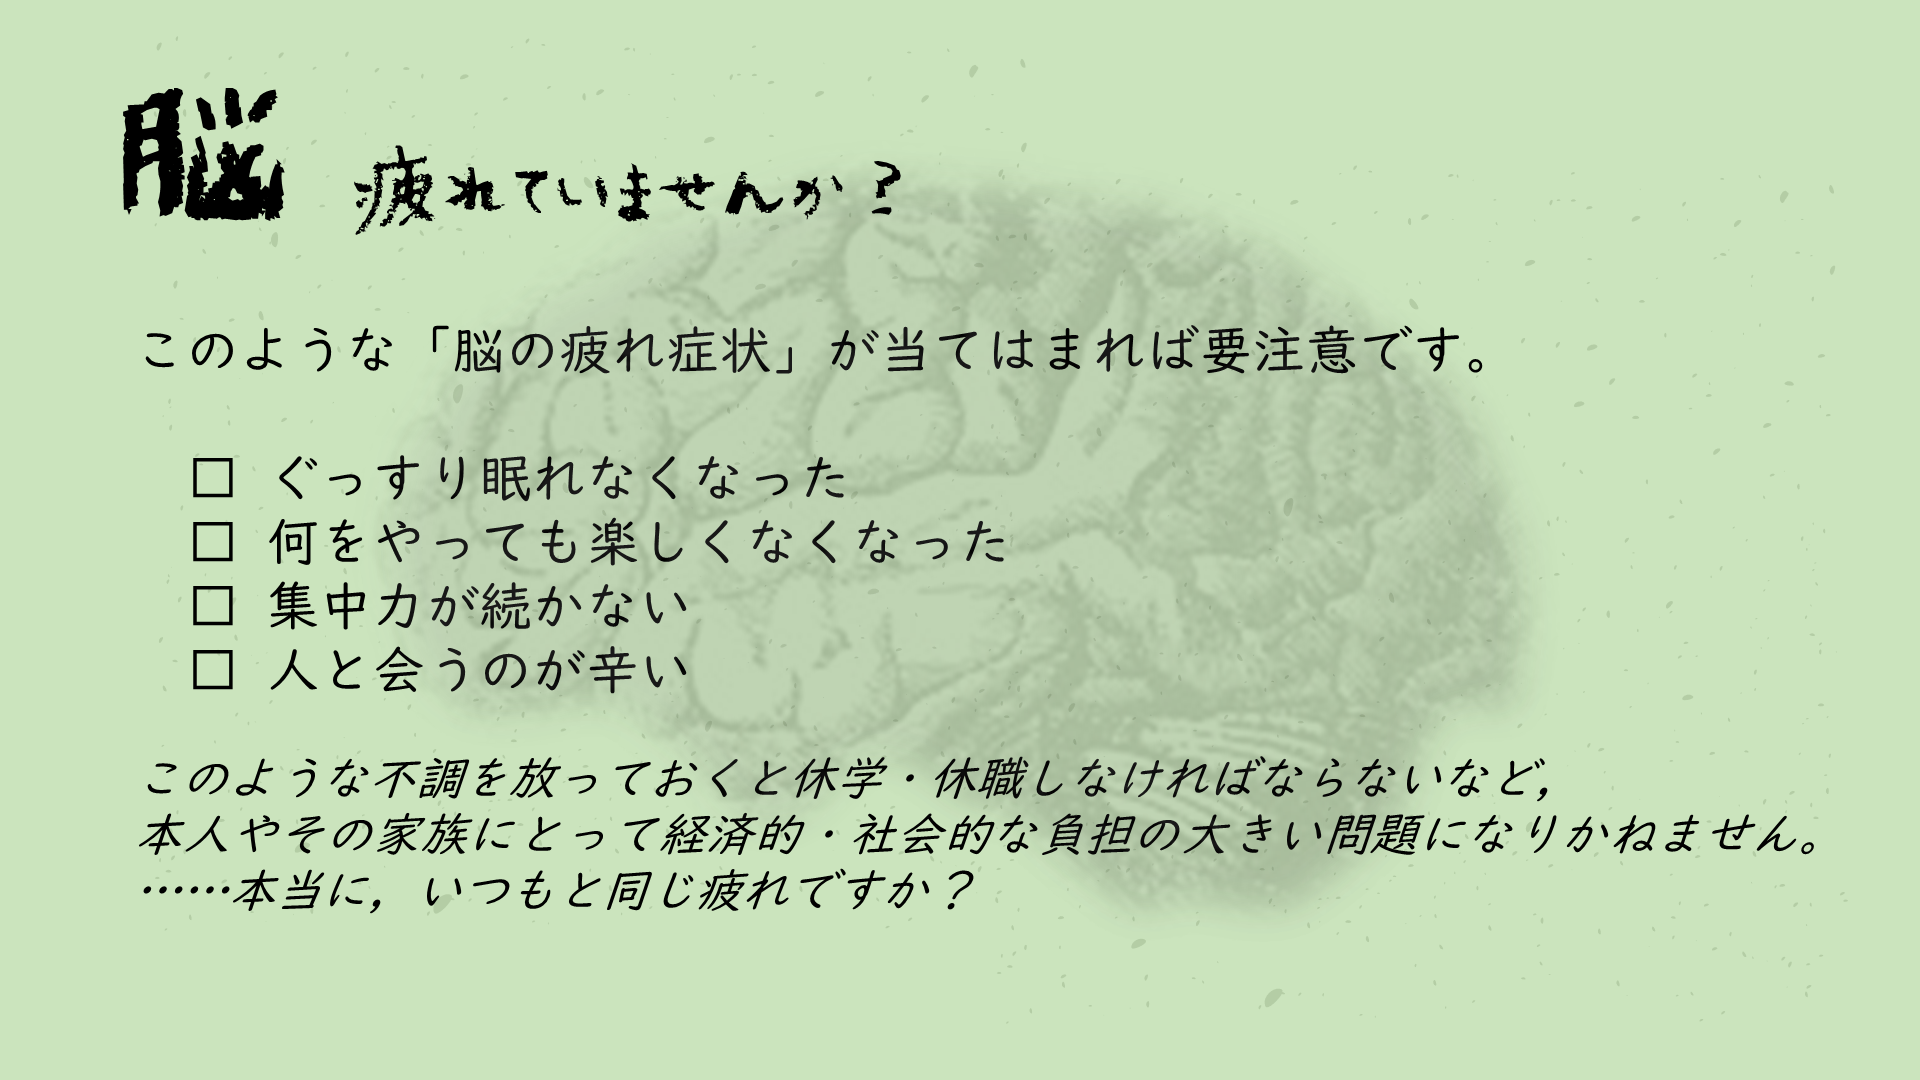 脳 疲れていませんか？
このような「脳の疲れ症状」が当てはまれば要注意です。
□ ぐっすり眠れなくなった
□ 何をやっても楽しくなくなった
□ 集中力が続かない
□ 人と会うのが辛い
このような不調を放っておくと休学・休職しなければならないなど，
本人やその家族にとって経済的・社会的な負担の大きい問題になりかねません。
……本当に，いつもと同じ疲れですか？